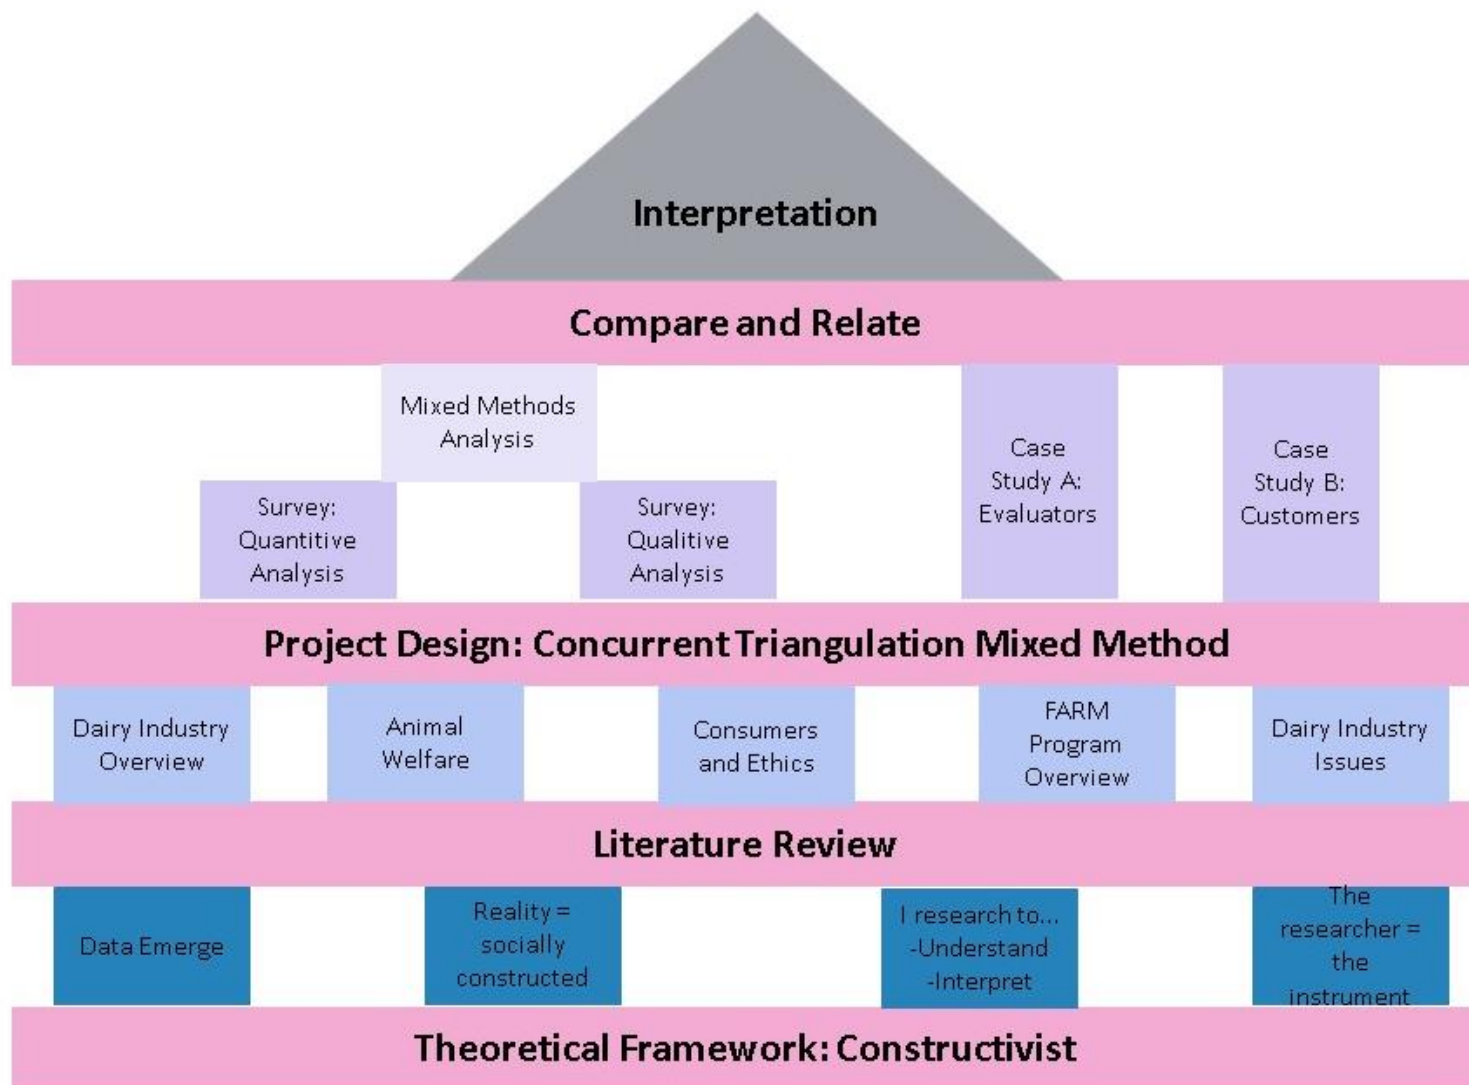 Interpretation
Compare and Relate
Mixed Methods
Analysis
Survey:
Quantitive
Analysis
Survey:
Qualitive
Analysis
Case
Study A:
Evaluators
Case
Study B:
Customers
Project Design: Concurrent Triangulation Mixed Method
Dairy Industry
Overview
Animal
Welfare
Consumers
and Ethics
FARM
Program
Overview
Dairy Industry
Issues
Literature Review
Data Emerge
Reality =
socially
constructed
I research to...
-Understand
-Interpret
The
researcher =
the
instrument
Theoretical Framework: Constructivist